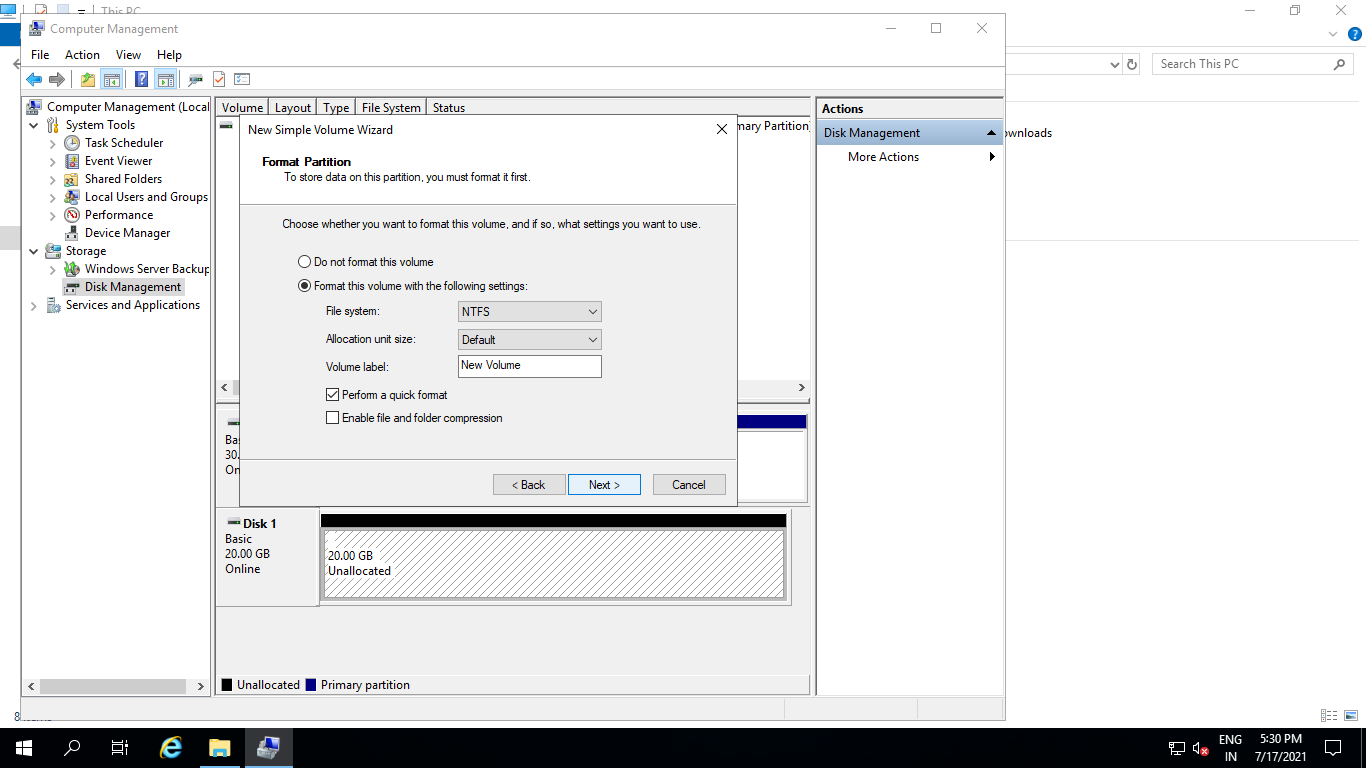 This PC
Computer Management
File Action View Help
Search This PC
Computer Management (Local
System Tools
Task Scheduler
Event Viewer
Shared Folders
Local Users and Groups
Performance
Device Manager
Storage
Windows Server Backup
Disk Management
Services and Applications
Volume Layout Type File System Status
mary Partition
Actions
Disk Management
More Actions
ownloads
New Simple Volume Wizard
Format Partition
To store data on this partition, you must format it first.
Choose whether you want to format this volume, and if so, what settings you want to use.
Do not format this volume
Format this volume with the following settings:
File system: NTFS
Allocation unit size: Default
Volume label: New Volume
Perform a quick format
Enable file and folder compression
< Back Next > Cancel
Ba
30.
On
Disk 1
Basic
20.00 GB
Online
20.00 GB
Unallocated
Unallocated Primary partition
ENG
IN
5:30 PM
7/17/2021